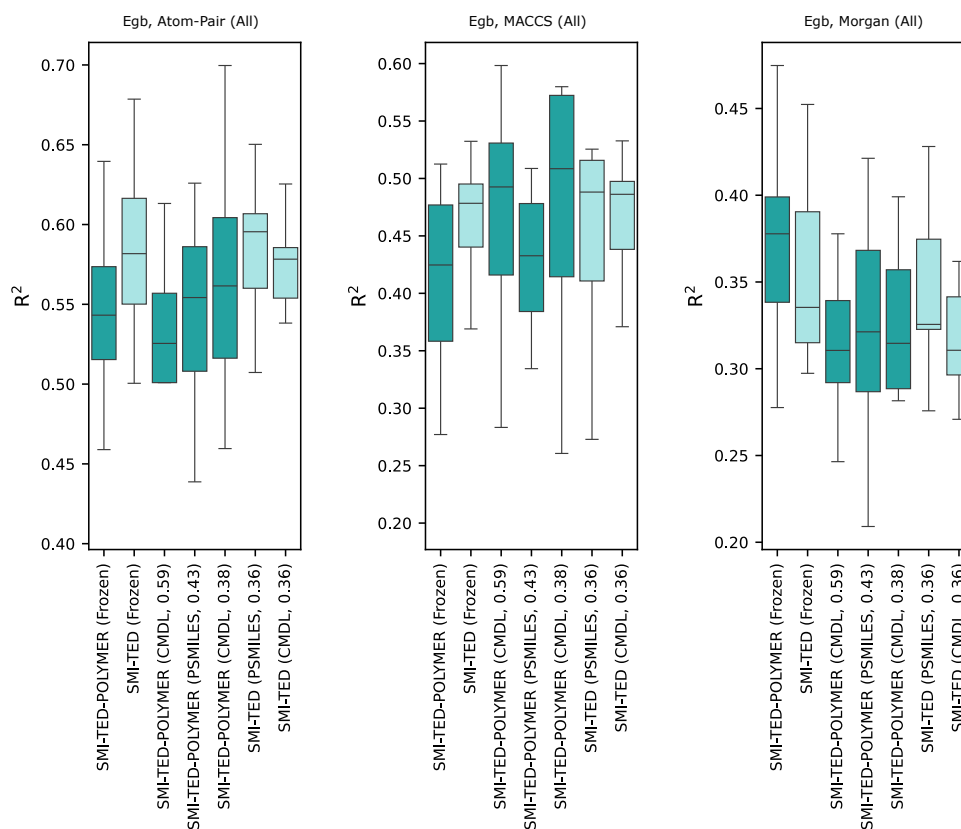 Egb, Atom-Pair (All)
R²
0.70
0.65
0.60
0.55
0.50
0.45
0.40
SMI-TED-POLYMER (Frozen)
SMI-TED (Frozen)
SMI-TED-POLYMER (CMDL, 0.59)
SMI-TED-POLYMER (PSMILES, 0.43)
SMI-TED-POLYMER (CMDL, 0.38)
SMI-TED (PSMILES, 0.36)
SMI-TED (CMDL, 0.36)
Egb, MACCS (All)
R²
0.60
0.55
0.50
0.45
0.40
0.35
0.30
0.25
0.20
SMI-TED-POLYMER (Frozen)
SMI-TED (Frozen)
SMI-TED-POLYMER (CMDL, 0.59)
SMI-TED-POLYMER (PSMILES, 0.43)
SMI-TED-POLYMER (CMDL, 0.38)
SMI-TED (PSMILES, 0.36)
SMI-TED (CMDL, 0.36)
Egb, Morgan (All)
R²
0.45
0.40
0.35
0.30
0.25
0.20
SMI-TED-POLYMER (Frozen)
SMI-TED (Frozen)
SMI-TED-POLYMER (CMDL, 0.59)
SMI-TED-POLYMER (PSMILES, 0.43)
SMI-TED-POLYMER (CMDL, 0.38)
SMI-TED (PSMILES, 0.36)
SMI-TED (CMDL, 0.36)